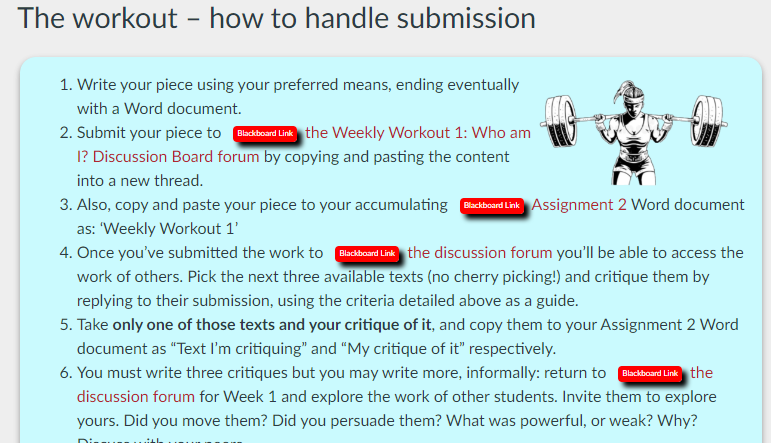 The workout – how to handle submission
1. Write your piece using your preferred means, ending eventually
with a Word document.
2. Submit your piece to Blackboard Link the Weekly Workout 1: Who am
I? Discussion Board forum by copying and pasting the content
into a new thread.
3. Also, copy and paste your piece to your accumulating Blackboard Link Assignment 2 Word document
as: ‘Weekly Workout 1’
4. Once you’ve submitted the work to Blackboard Link the discussion forum you’ll be able to access the
work of others. Pick the next three available texts (no cherry picking!) and critique them by
replying to their submission, using the criteria detailed above as a guide.
5. Take only one of those texts and your critique of it, and copy them to your Assignment 2 Word
document as “Text I’m critiquing” and “My critique of it” respectively.
6. You must write three critiques but you may write more, informally: return to Blackboard Link the
discussion forum for Week 1 and explore the work of other students. Invite them to explore
yours. Did you move them? Did you persuade them? What was powerful, or weak? Why?